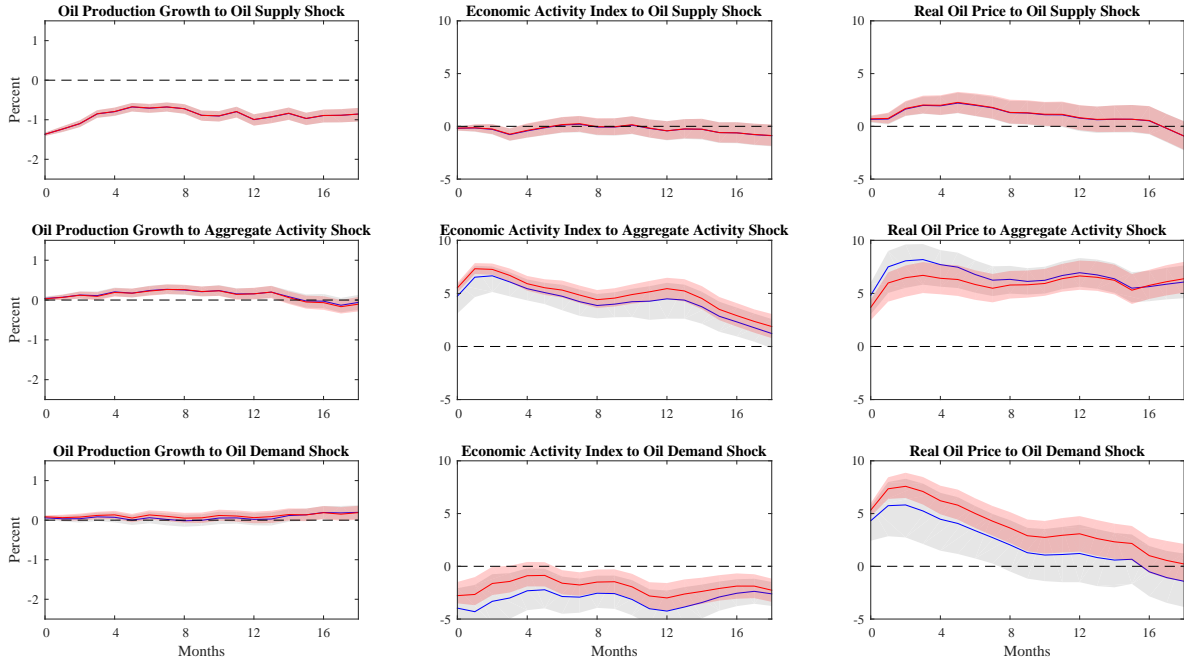 Oil Production Growth to Oil Supply Shock
Economic Activity Index to Oil Supply Shock
Real Oil Price to Oil Supply Shock
Percent
1
0
-1
-2
0 4 8 12 16
10
5
0
-5
0 4 8 12 16
10
5
0
-5
0 4 8 12 16
Oil Production Growth to Aggregate Activity Shock
Economic Activity Index to Aggregate Activity Shock
Real Oil Price to Aggregate Activity Shock
Percent
1
0
-1
-2
0 4 8 12 16
10
5
0
-5
0 4 8 12 16
10
5
0
-5
0 4 8 12 16
Oil Production Growth to Oil Demand Shock
Economic Activity Index to Oil Demand Shock
Real Oil Price to Oil Demand Shock
Percent
1
0
-1
-2
0 4 8 12 16
Months
10
5
0
-5
0 4 8 12 16
Months
10
5
0
-5
0 4 8 12 16
Months